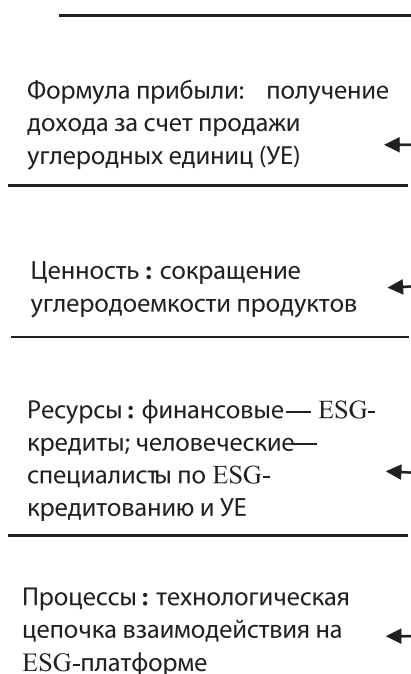 Формула прибыли: получение
дохода за счет продажи
углеродных единиц (УЕ)
Ценность : сокращение
углеродоемкости продуктов
Ресурсы : финансовые— ESG-
кредиты; человеческие—
специалисты по ESG-
кредитованию и УЕ
Процессы : технологическая
цепочка взаимодействия на
ESG-платформе